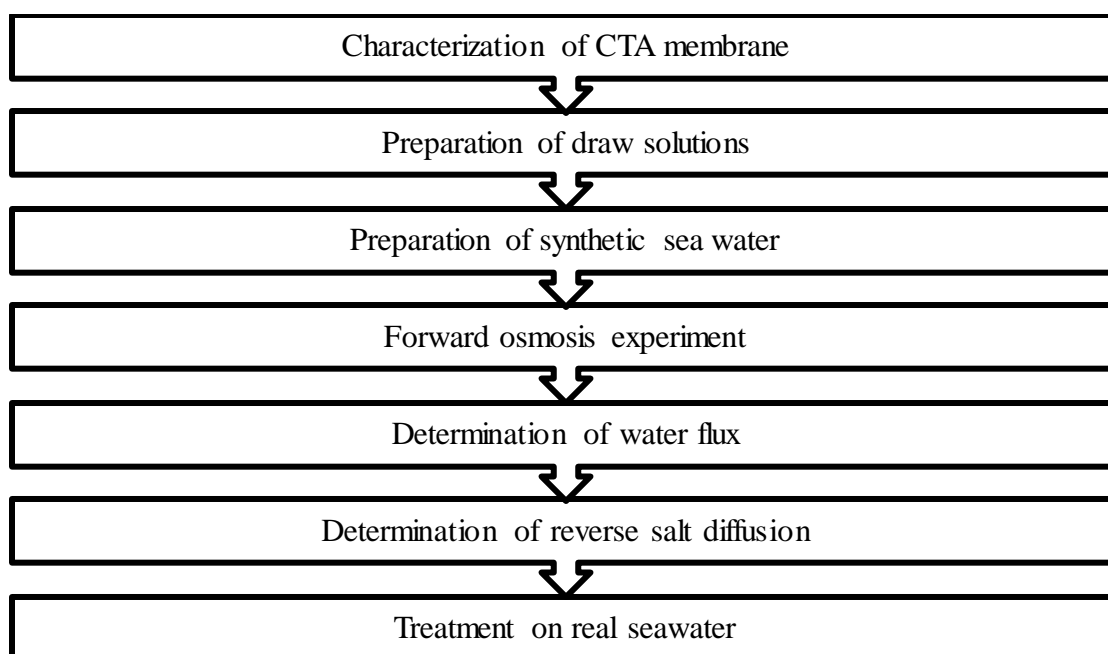 Characterization of CTA membrane
Preparation of draw solutions
Preparation of synthetic sea water
Forward osmosis experiment
Determination of water flux
Determination of reverse salt diffusion
Treatment on real seawater